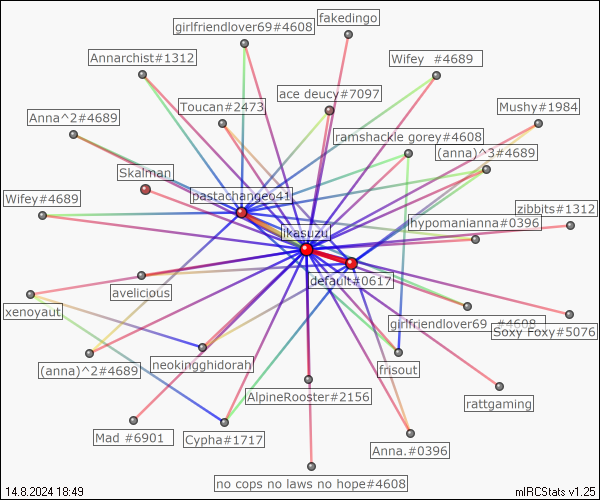 fakedingo
girlfriendlover69#4608
Annarchist#1312
Wifey  #4689
ace deucy#7097
Toucan#2473
Mushy#1984
Anna^2#4689
ramshackle gorey#4608
(anna)^3#4689
Skalman
pastachangeo41
Wifey#4689
zibbits#1312
hypomanianna#0396
ikasuzu
default#0617
avelicious
xenoyaut
girlfriendlover69 #4608
Soxy Foxy#5076
(anna)^2#4689
neokingghidorah
frisout
AlpineRooster#2156
rattgaming
Mad #6901
Cypha#1717
Anna.#0396
no cops no laws no hope#4608
14.8.2024 18:49
mIRCStats v1.25